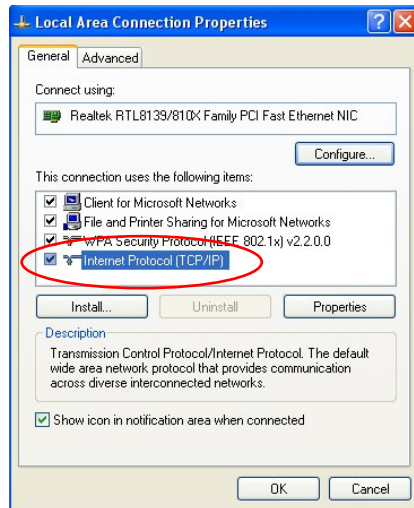 Local Area Connection Properties
General Advanced
Connect using:
Realtek RTL8139/810X Family PCI Fast Ethernet NIC
Configure...
This connection uses the following items:
Client for Microsoft Networks
File and Printer Sharing for Microsoft Networks
WPA Security Protocol (IEEE 802.1x) v2.2.0.0
Internet Protocol (TCP/IP)
Install... Uninstall Properties
Description
Transmission Control Protocol/Internet Protocol. The default
wide area network protocol that provides communication
across diverse interconnected networks.
Show icon in notification area when connected
OK Cancel